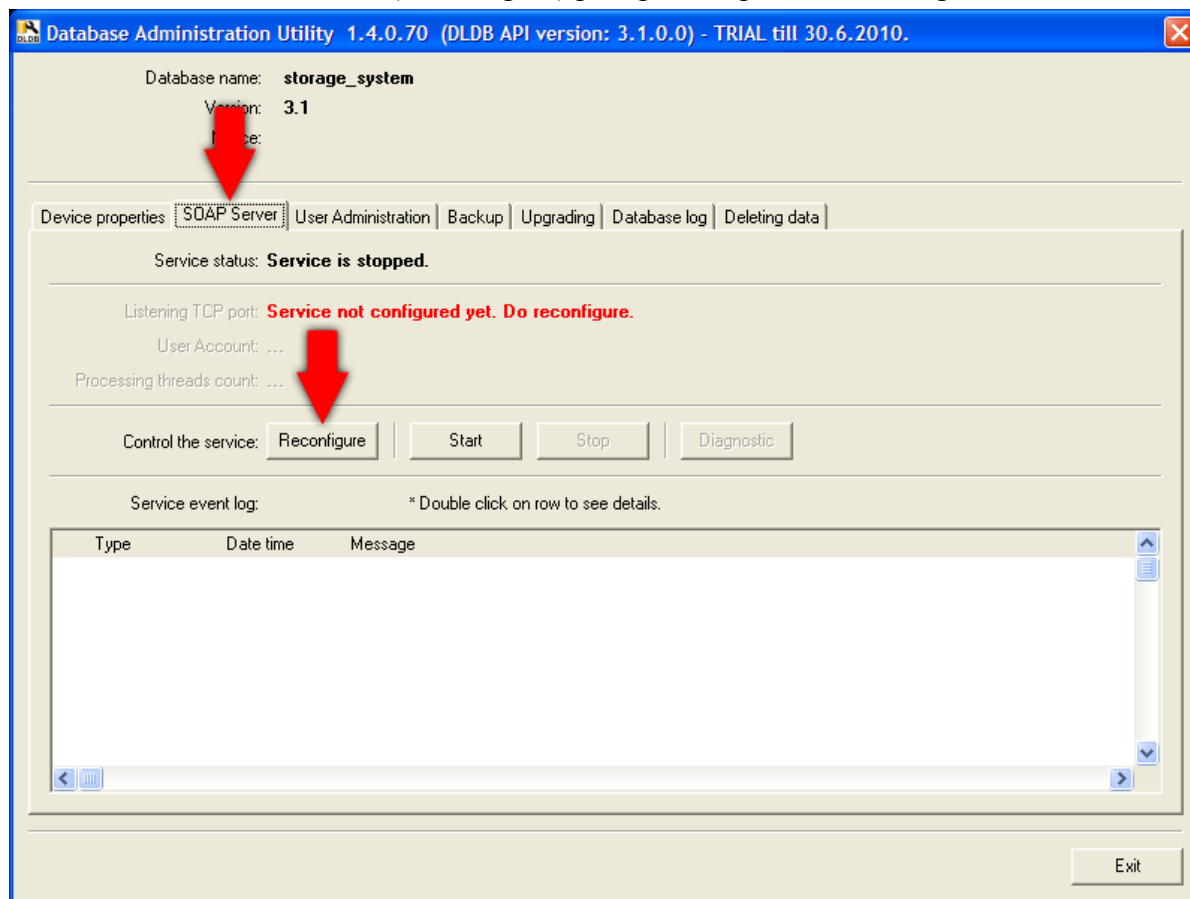 Database Administration Utility 1.4.0.70 (DLDB API version: 3.1.0.0) - TRIAL till 30.6.2010.
Database name: storage_system
Version: 3.1
Device properties SOAP Server User Administration Backup Upgrading Database log Deleting data
Service status: Service is stopped.
Listening TCP port: Service not configured yet. Do reconfigure.
User Account: ...
Processing threads count: ...
Control the service: Reconfigure Start Stop Diagnostic
Service event log: * Double click on row to see details.
Type Date time Message
Exit